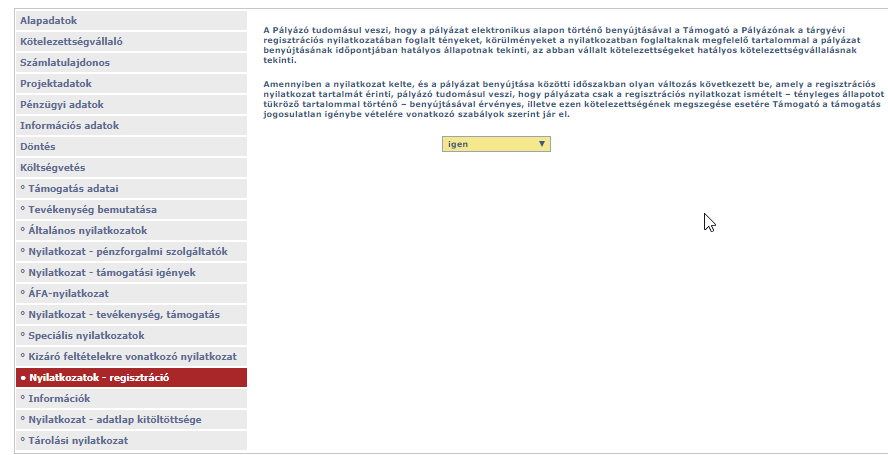 Alapadatok
Kötelezettségvállaló
Számlatulajdonos
Projektadatok
Pénzügyi adatok
Információs adatok
Döntés
Költségvetés
° Támogatás adatai
° Tevékenység bemutatása
° Általános nyilatkozatok
° Nyilatkozat - pénzforgalmi szolgáltatók
° Nyilatkozat - támogatási igények
° ÁFA-nyilatkozat
° Nyilatkozat - tevékenység, támogatás
° Speciális nyilatkozatok
° Kizáró feltételekre vonatkozó nyilatkozat
• Nyilatkozatok - regisztráció
° Információk
° Nyilatkozat - adatlap kitöltöttsége
° Tárolási nyilatkozat
A Pályázó tudomásul veszi, hogy a pályázat elektronikus alapon történő benyújtásával a Támogató a Pályázónak a tárgyévi
regisztrációs nyilatkozatában foglalt tényeket, körülményeket a nyilatkozatban foglaltaknak megfelelő tartalommal a pályázat
benyújtásának időpontjában hatályos állapotnak tekinti, az abban vállalt kötelezettségeket hatályos kötelezettségvállalásnak
tekinti.
Amennyiben a nyilatkozat kelte, és a pályázat benyújtása közötti időszakban olyan változás következett be, amely a regisztrációs
nyilatkozat tartalmát érinti, pályázó tudomásul veszi, hogy pályázata csak a regisztrációs nyilatkozat ismételt – tényleges állapotot
tükröző tartalommal történő – benyújtásával érvényes, illetve ezen kötelezettségének megszegése esetére Támogató a támogatás
jogosulatlan igénybe vételére vonatkozó szabályok szerint jár el.
igen